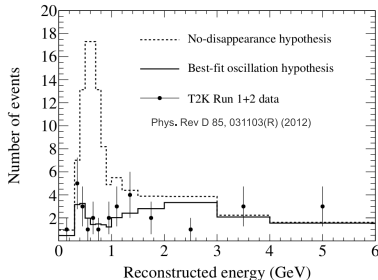 20
18
16
14
12
10
8
6
4
2
Number of events
No-disappearance hypothesis
Best-fit oscillation hypothesis
T2K Run 1+2 data
Phys. Rev D 85, 031103(R) (2012)
0 1 2 3 4 5 6
Reconstructed energy (GeV)